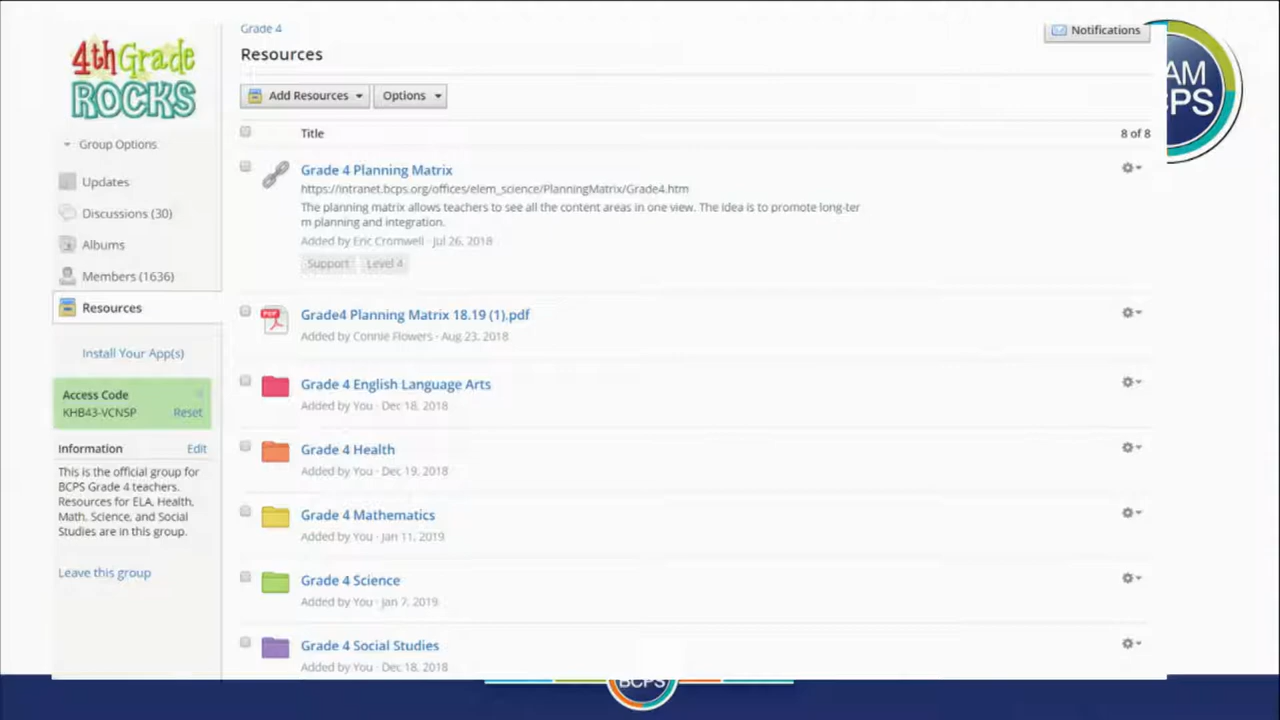 4th Grade
ROCKS
Group Options
Updates
Discussions (30)
Albums
Members (1636)
Resources
Install Your App(s)
Access Code
KHB43-VCNSP
Reset
Information
Edit
This is the official group for
BCPS Grade 4 teachers.
Resources for ELA, Health,
Math, Science, and Social
Studies are in this group.
Leave this group
Grade 4
Notifications
Resources
Add Resources
Options
Title
8 of 8
Grade 4 Planning Matrix
https://intranet.bcps.org/offices/elem_science/PlanningMatrix/Grade4.htm
The planning matrix allows teachers to see all the content areas in one view. The idea is to promote long-ter
m planning and integration.
Added by Eric Cromwell · Jul 26, 2018
Support
Level 4
PDF
Grade4 Planning Matrix 18.19 (1).pdf
Added by Connie Flowers · Aug 23, 2018
Grade 4 English Language Arts
Added by You · Dec 18, 2018
Grade 4 Health
Added by You · Dec 19, 2018
Grade 4 Mathematics
Added by You · Jan 11, 2019
Grade 4 Science
Added by You · Jan 7, 2019
Grade 4 Social Studies
Added by You · Dec 18, 2018
AM
CPS
BCPS